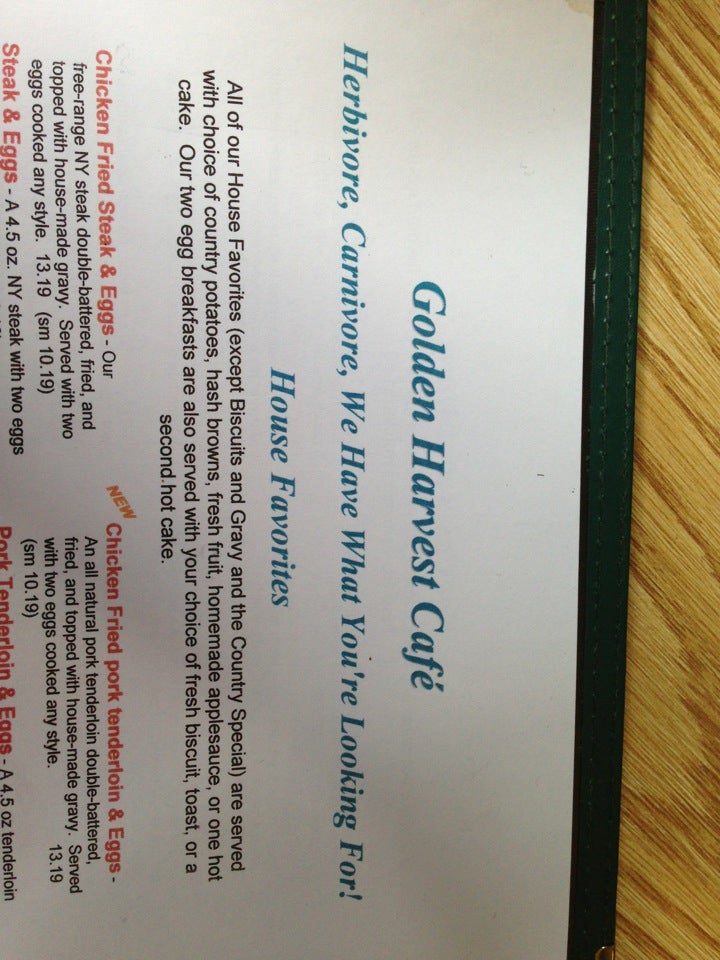 Golden Harvest Café
Herbivore, Carnivore, We Have What You're Looking For!
House Favorites
All of our House Favorites (except Biscuits and Gravy and the Country Special) are served
with choice of country potatoes, hash browns, fresh fruit, homemade applesauce, or one hot
cake. Our two egg breakfasts are also served with your choice of fresh biscuit, toast, or a
second hot cake.
Chicken Fried Steak & Eggs - Our
free-range NY steak double-battered, fried, and
topped with house-made gravy. Served with two
eggs cooked any style. 13.19 (sm 10.19)
Steak & Eggs - A 4.5 oz. NY steak with two eggs
NEW
Chicken Fried pork tenderloin & Eggs -
An all natural pork tenderloin double-battered,
fried, and topped with house-made gravy. Served
with two eggs cooked any style. 13.19
(sm 10.19)
Pork Tenderloin & Eggs - A 4.5 oz tenderloin